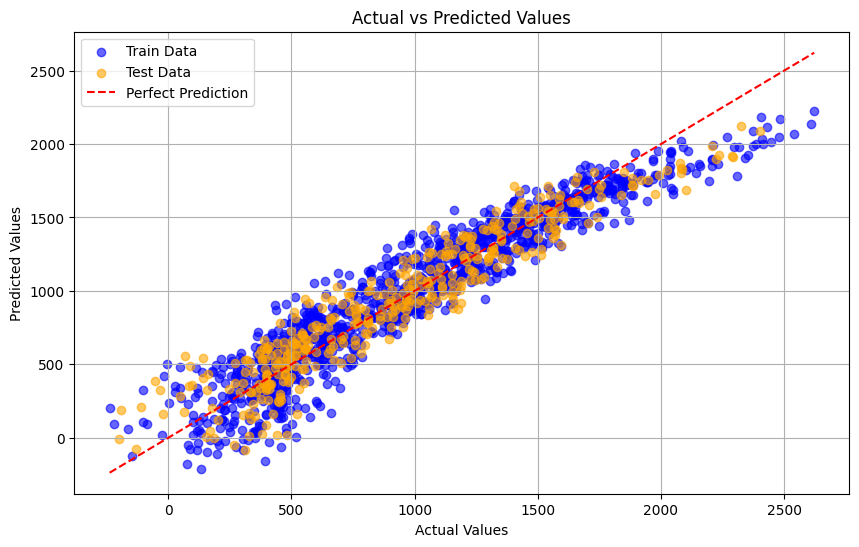 Actual vs Predicted Values
Train Data
Test Data
Perfect Prediction
Predicted Values
2500
2000
1500
1000
500
0
0
500
1000
1500
2000
2500
Actual Values